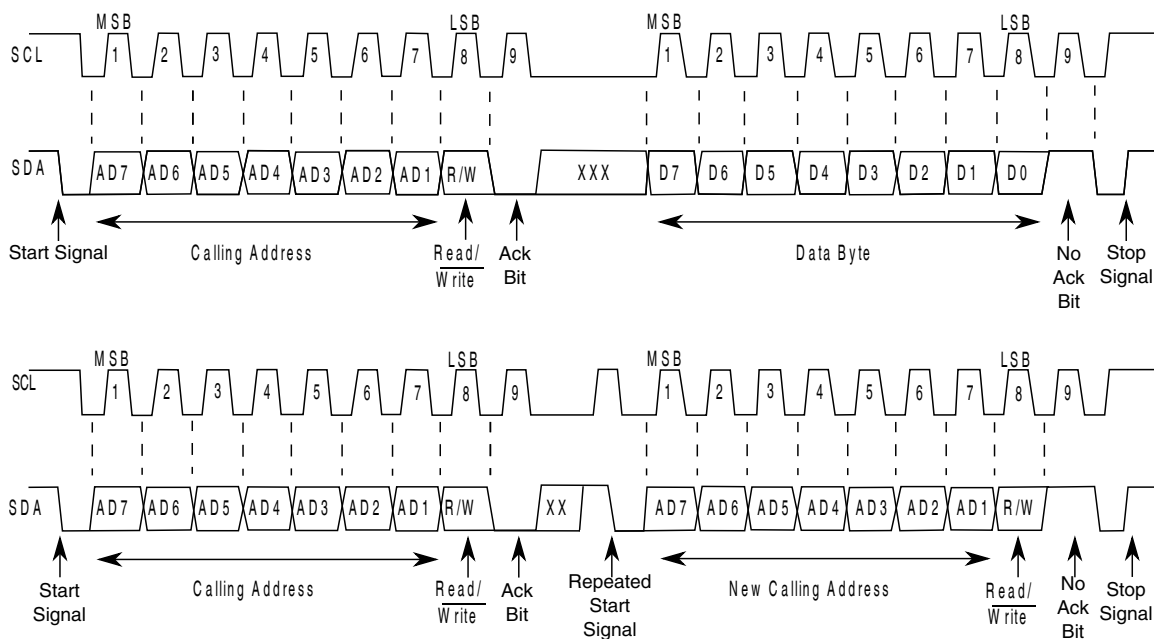 MSB LSB MSB LSB
SCL 1 2 3 4 5 6 7 8 9 1 2 3 4 5 6 7 8 9
SDA AD7 AD6 AD5 AD4 AD3 AD2 AD1 R/W XXX D7 D6 D5 D4 D3 D2 D1 D0
Start Signal Calling Address Read/ Ack Data Byte No Stop
Write Bit Ack Signal
Bit
MSB LSB MSB LSB
SCL 1 2 3 4 5 6 7 8 9 1 2 3 4 5 6 7 8 9
SDA AD7 AD6 AD5 AD4 AD3 AD2 AD1 R/W XX AD7 AD6 AD5 AD4 AD3 AD2 AD1 R/W
Start Calling Address Read/ Ack Repeated New Calling Address Read/ No Stop
Signal Write Bit Start Write Ack Signal
Signal Bit